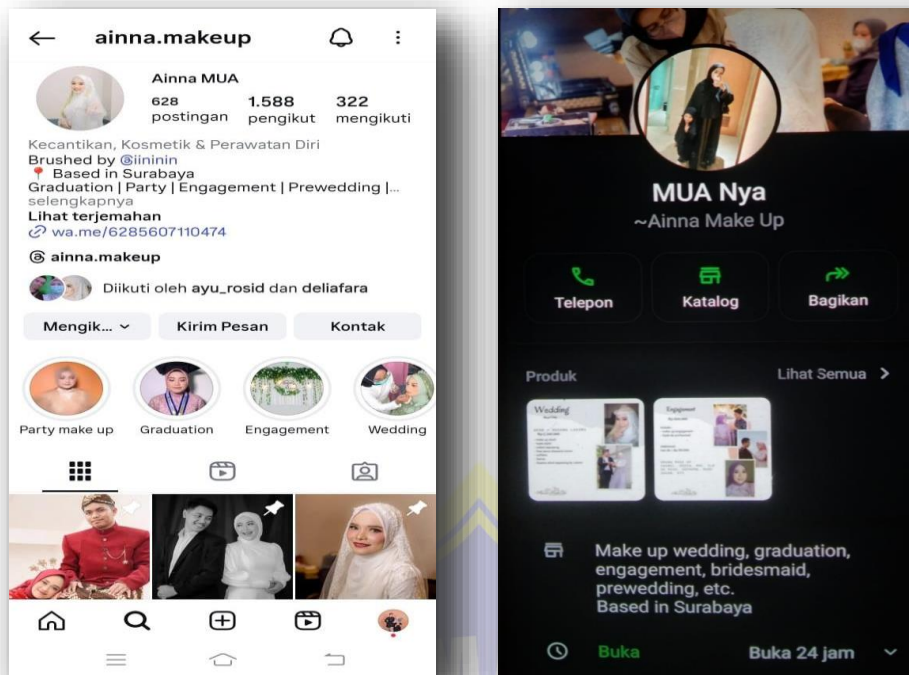 ainna.makeup
Ainna MUA
628 1.588 322
postingan pengikut mengikuti
Kecantikan, Kosmetik & Perawatan Diri
Brushed by @iininin
Based in Surabaya
Graduation | Party | Engagement | Prewedding |...
selengkapnya
Lihat terjemahan
wa.me/6285607110474
ainna.makeup
Diikuti oleh ayu_rosid dan deliafara
Mengik... Kirim Pesan Kontak
Party make up Graduation Engagement Wedding
MUA Nya
~Ainna Make Up
Telepon Katalog Bagikan
Produk Lihat Semua
Wedding Engagement
Make up wedding, graduation,
engagement, bridesmaid,
prewedding, etc.
Based in Surabaya
Buka Buka 24 jam